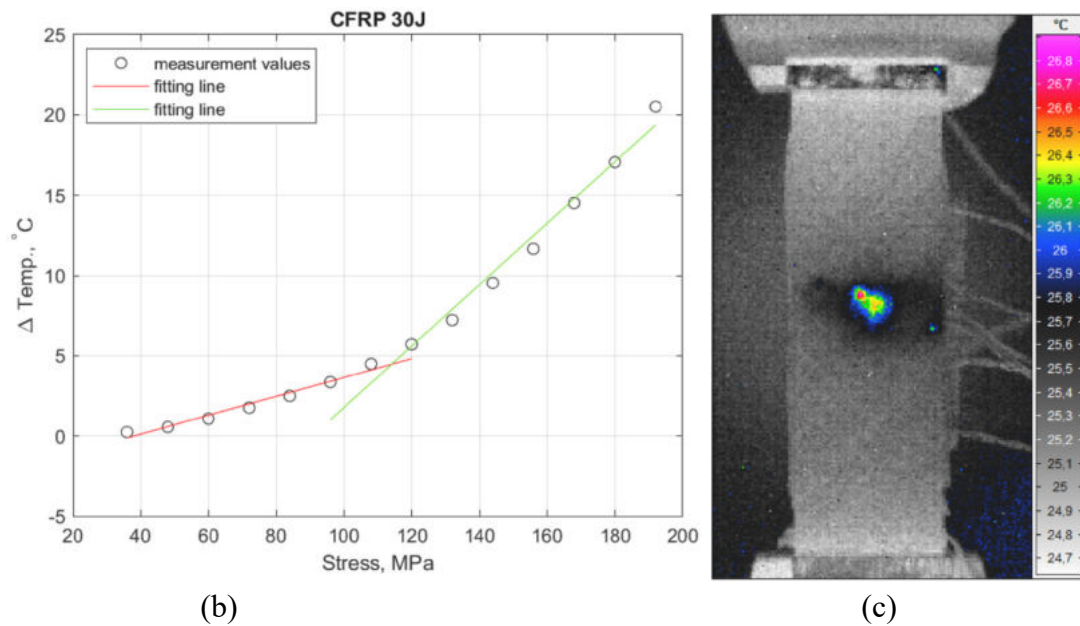 CFRP 30J
measurement values
fitting line
fitting line
25
20
15
10
5
0
-5
Δ Temp., °C
20 40 60 80 100 120 140 160 180 200
Stress, MPa
(b)
°C
26,8
26,7
26,6
26,5
26,4
26,3
26,2
26,1
26
25,9
25,8
25,7
25,6
25,5
25,4
25,3
25,2
25,1
25
24,9
24,8
24,7
(c)